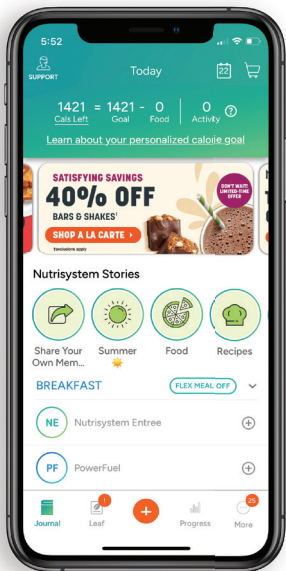 5:52
SUPPORT
Today
22
1421 = 1421 - 0 | 0
Cals Left Goal Food Activity ?
Learn about your personalized calorie goal
SATISFYING SAVINGS
40% OFF
BARS & SHAKES¹
SHOP A LA CARTE
¹Exclusions apply
DON'T WAIT
LIMITED-TIME
OFFER
Nutrisystem Stories
Share Your
Own Mem...
Summer
Food
Recipes
BREAKFAST
FLEX MEAL OFF
NE Nutrisystem Entree
PF PowerFuel
Journal
1
Leaf
+
Progress
25
More